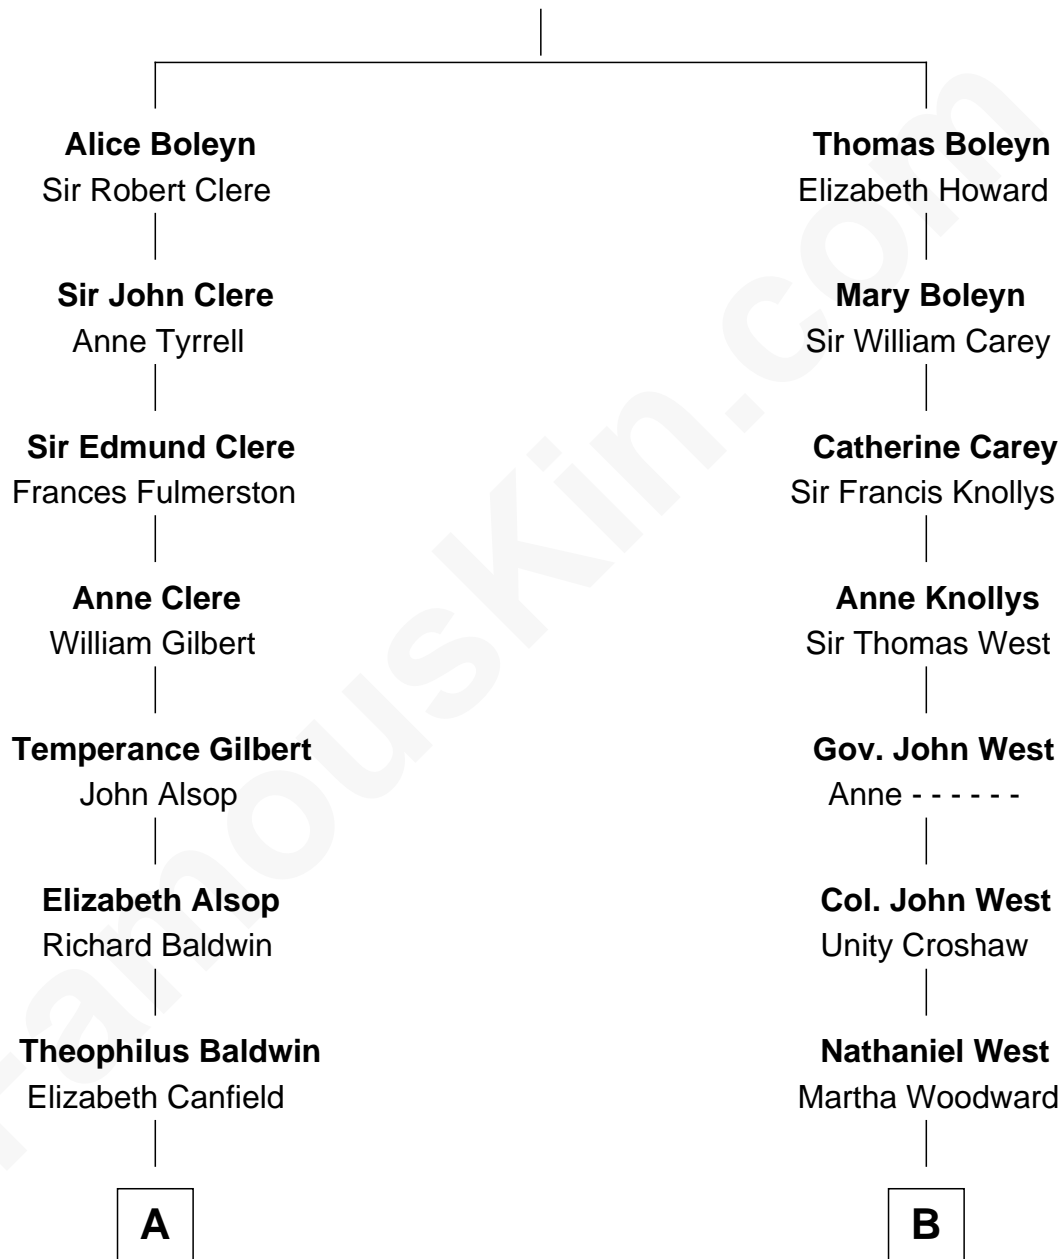 Alice Boleyn
Sir Robert Clere
Sir John Clere
Anne Tyrrell
Sir Edmund Clere
Frances Fulmerston
Anne Clere
William Gilbert
Temperance Gilbert
John Alsop
Elizabeth Alsop
Richard Baldwin
Theophilus Baldwin
Elizabeth Canfield
A
Thomas Boleyn
Elizabeth Howard
Mary Boleyn
Sir William Carey
Catherine Carey
Sir Francis Knollys
Anne Knollys
Sir Thomas West
Gov. John West
Anne - - - - - -
Col. John West
Unity Croshaw
Nathaniel West
Martha Woodward
B
FamousKin.com